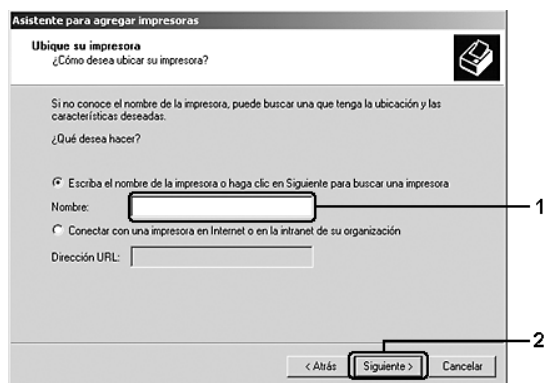 Asistente para agregar impresoras
Ubique su impresora
¿Cómo desea ubicar su impresora?
Si no conoce el nombre de la impresora, puede buscar una que tenga la ubicación y las
características deseadas.
¿Qué desea hacer?
Escriba el nombre de la impresora o haga clic en Siguiente para buscar una impresora
Nombre:
1
Conectar con una impresora en Internet o en la intranet de su organización
Dirección URL:
2
< Atrás Siguiente > Cancelar